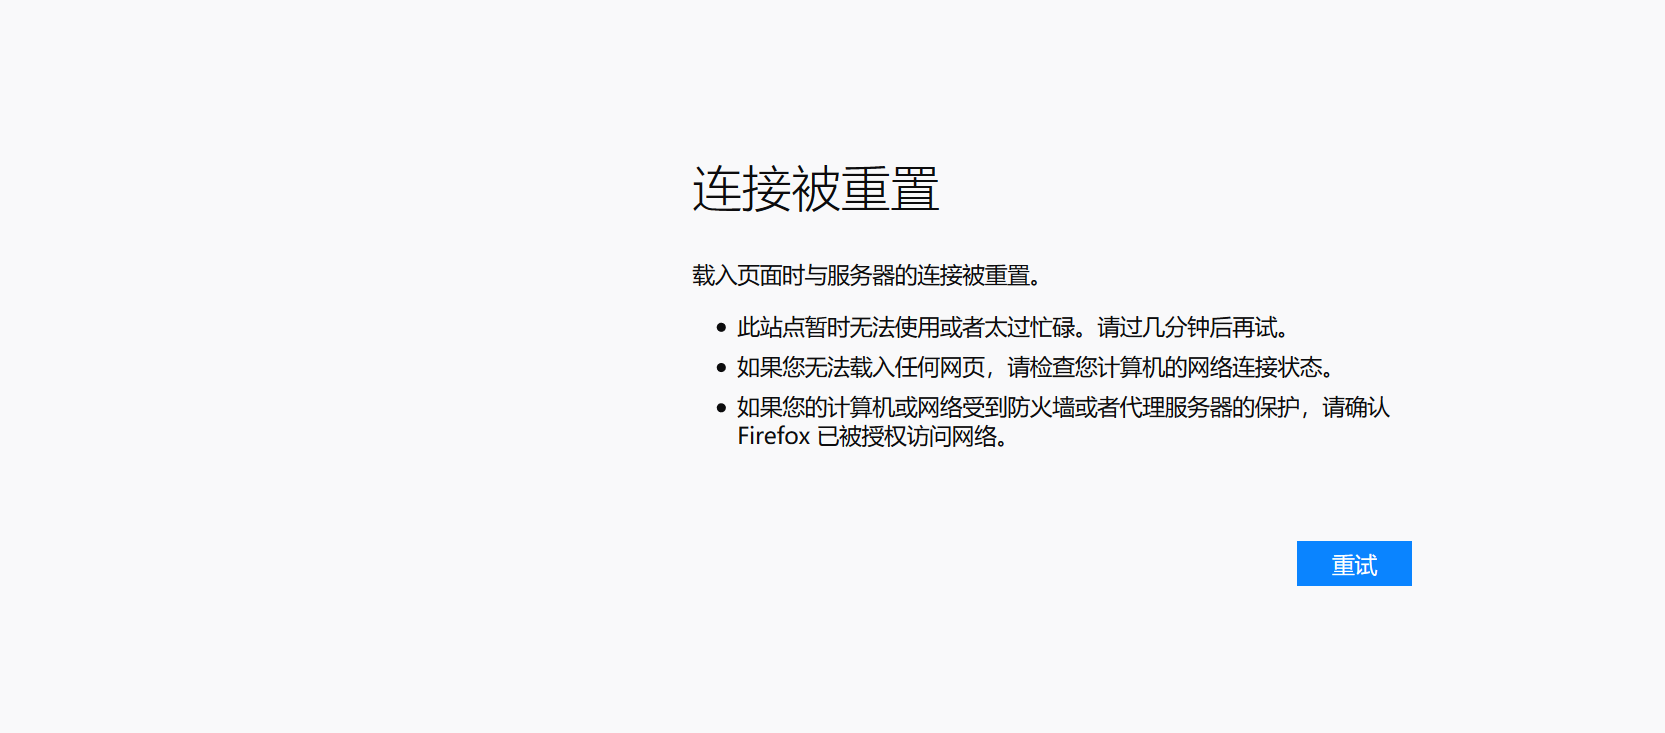 连接被重置
载入页面时与服务器的连接被重置。
此站点暂时无法使用或者太过忙碌。请过几分钟后再试。
如果您无法载入任何网页，请检查您计算机的网络连接状态。
如果您的计算机或网络受到防火墙或者代理服务器的保护，请确认
Firefox 已被授权访问网络。
重试